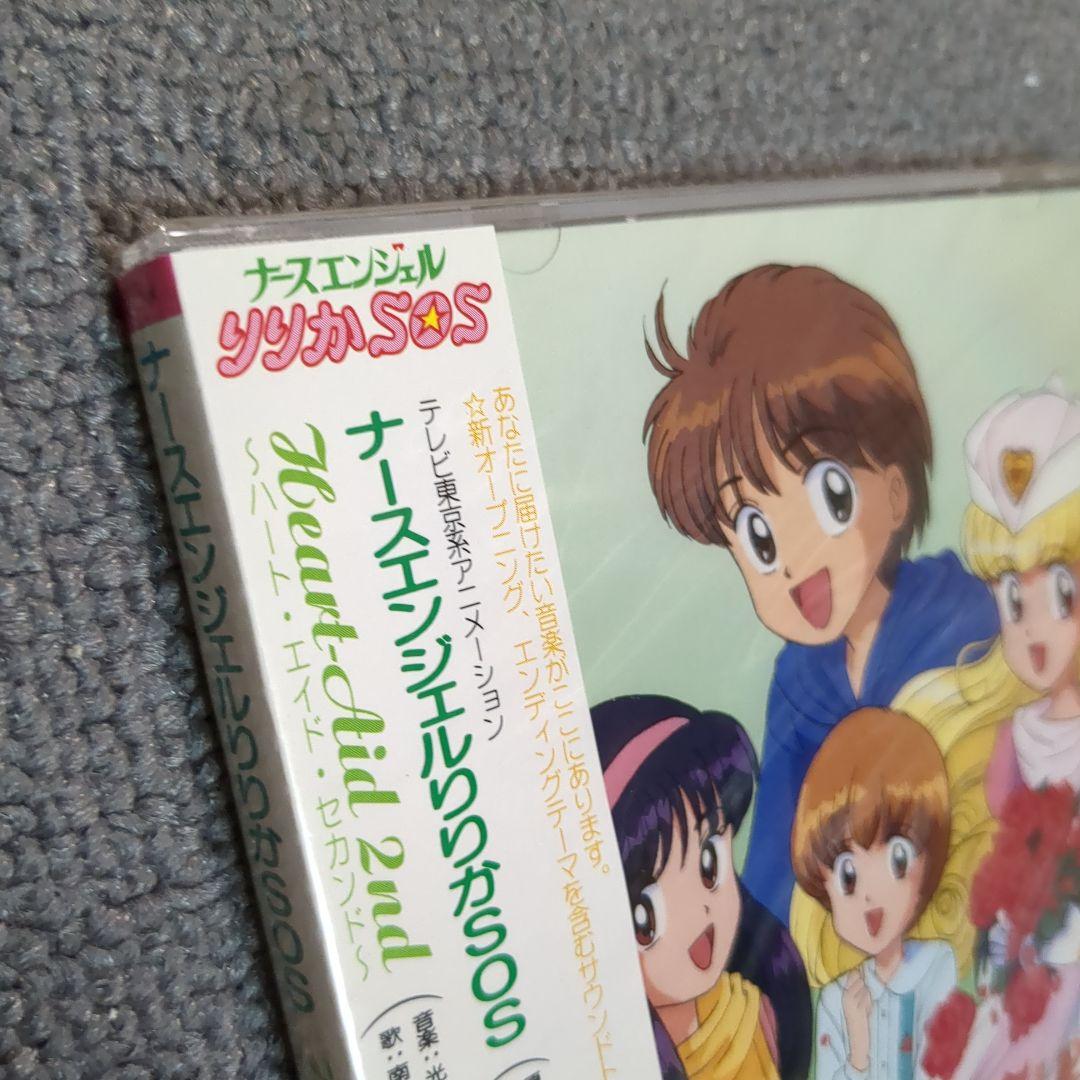 ナースエンジェル
りりかSOS
あなたに届けたい音楽がここにあります。
☆新オープニング、エンディングテーマを含むサウンドト
テレビ東京系アニメーション
ナースエンジェルりりかSOS
Heart-Aid 2nd
～ハート・エイド・セカンド～
(音楽:光
歌:南
ナースエンジェルりりかSOS